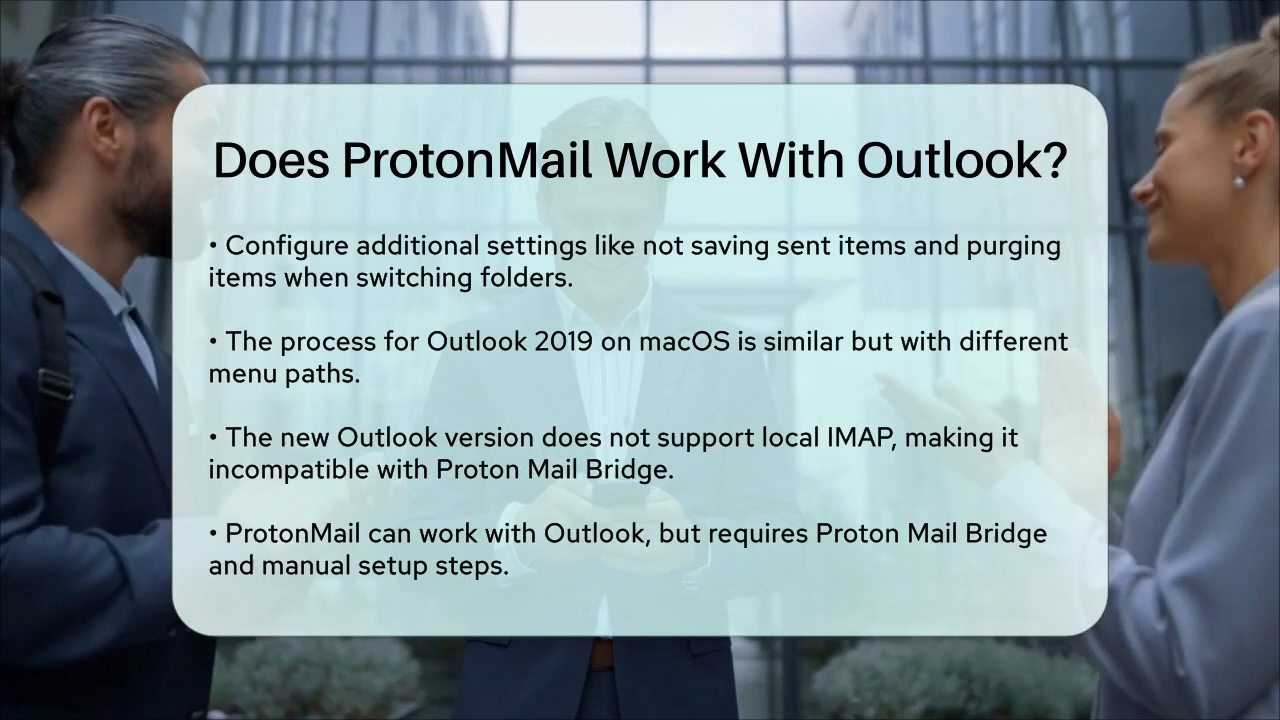 Does ProtonMail Work With Outlook?
• Configure additional settings like not saving sent items and purging
items when switching folders.
• The process for Outlook 2019 on macOS is similar but with different
menu paths.
• The new Outlook version does not support local IMAP, making it
incompatible with Proton Mail Bridge.
• ProtonMail can work with Outlook, but requires Proton Mail Bridge
and manual setup steps.